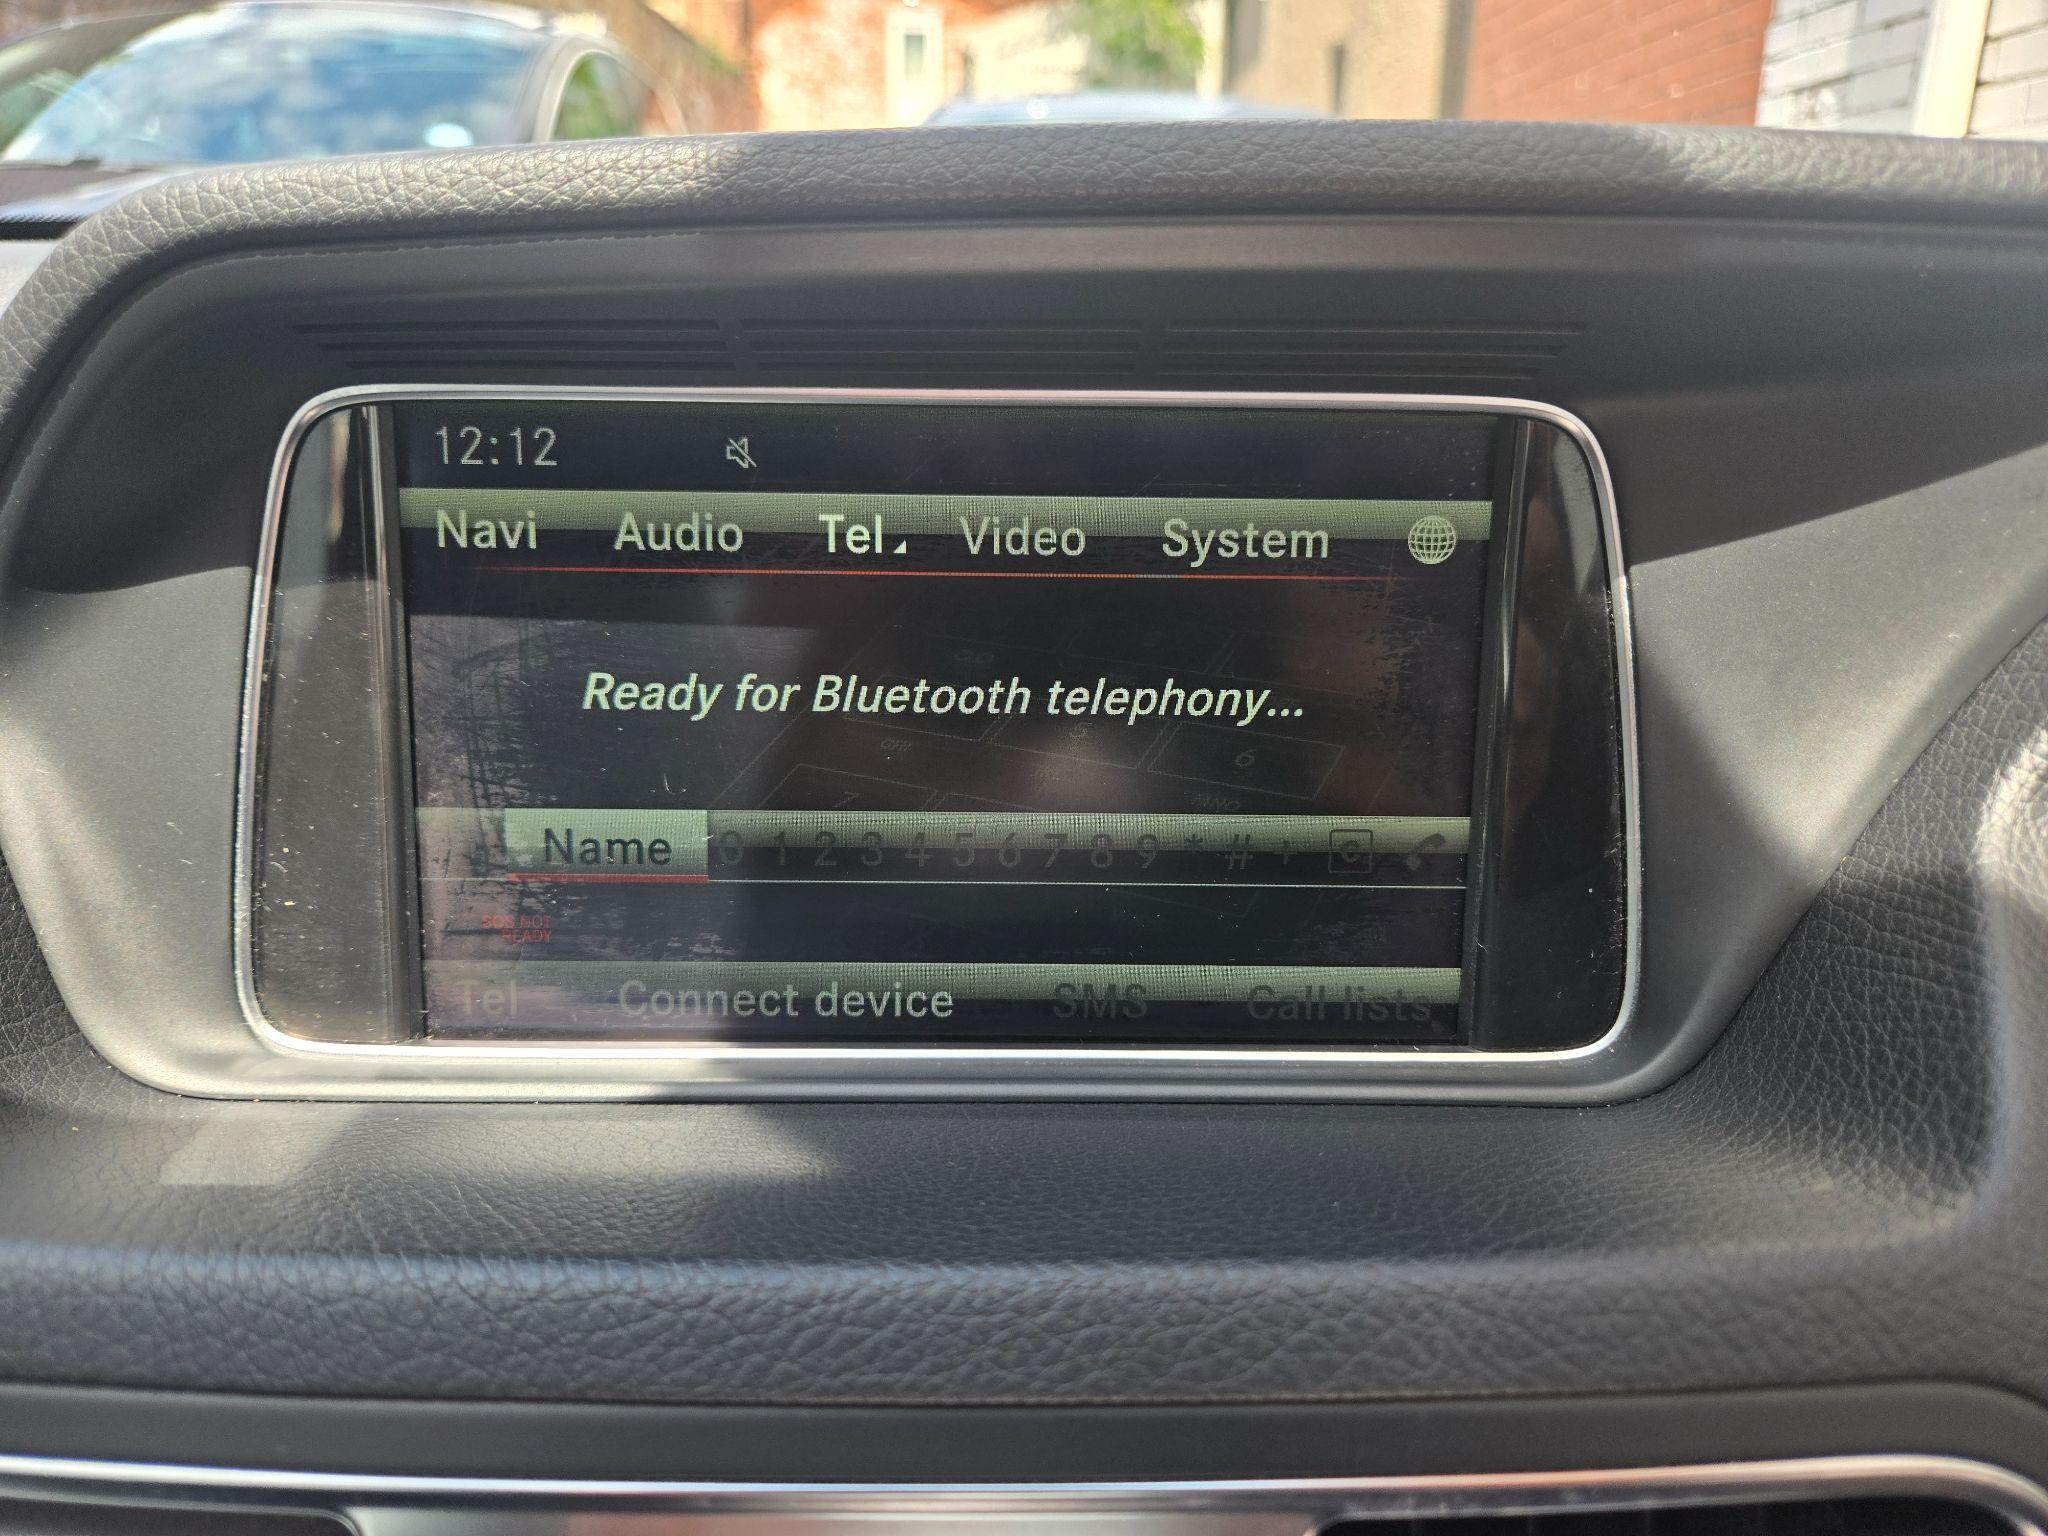 12:12
Navi Audio Tel Video System
Ready for Bluetooth telephony...
Name 0 1 2 3 4 5 6 7 8 9 * # + C
SOS NOT
READY
Tel Connect device SMS Call lists